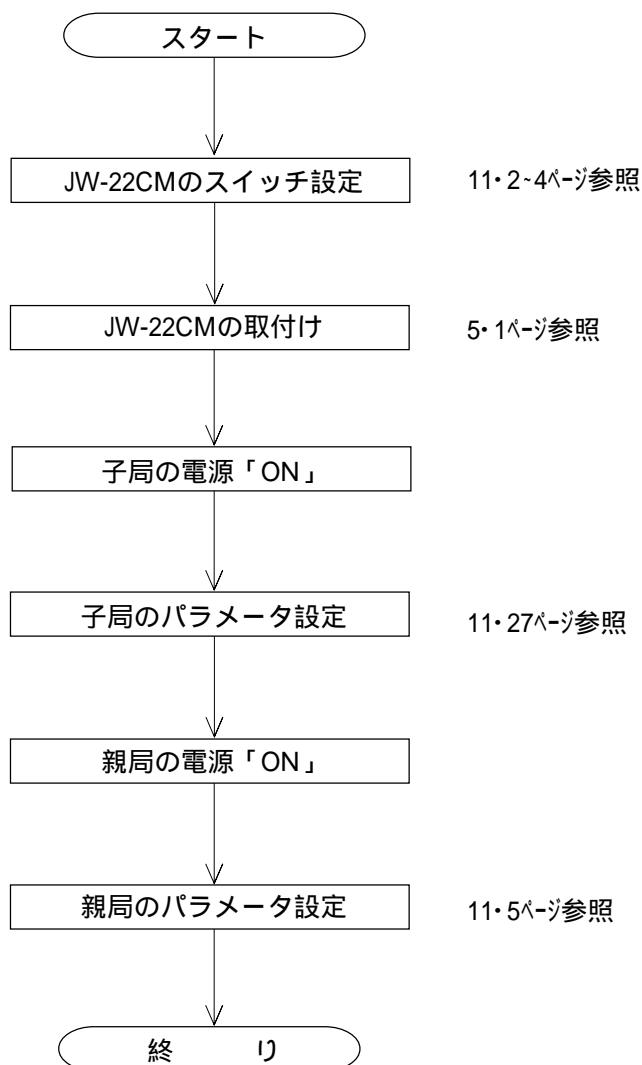 スタート
JW-22CMのスイッチ設定
11・2~4ﾍﾟｰｼﾞ参照
JW-22CMの取付け
5・1ﾍﾟｰｼﾞ参照
子局の電源「ON」
子局のパラメータ設定
11・27ﾍﾟｰｼﾞ参照
親局の電源「ON」
親局のパラメータ設定
11・5ﾍﾟｰｼﾞ参照
終　り